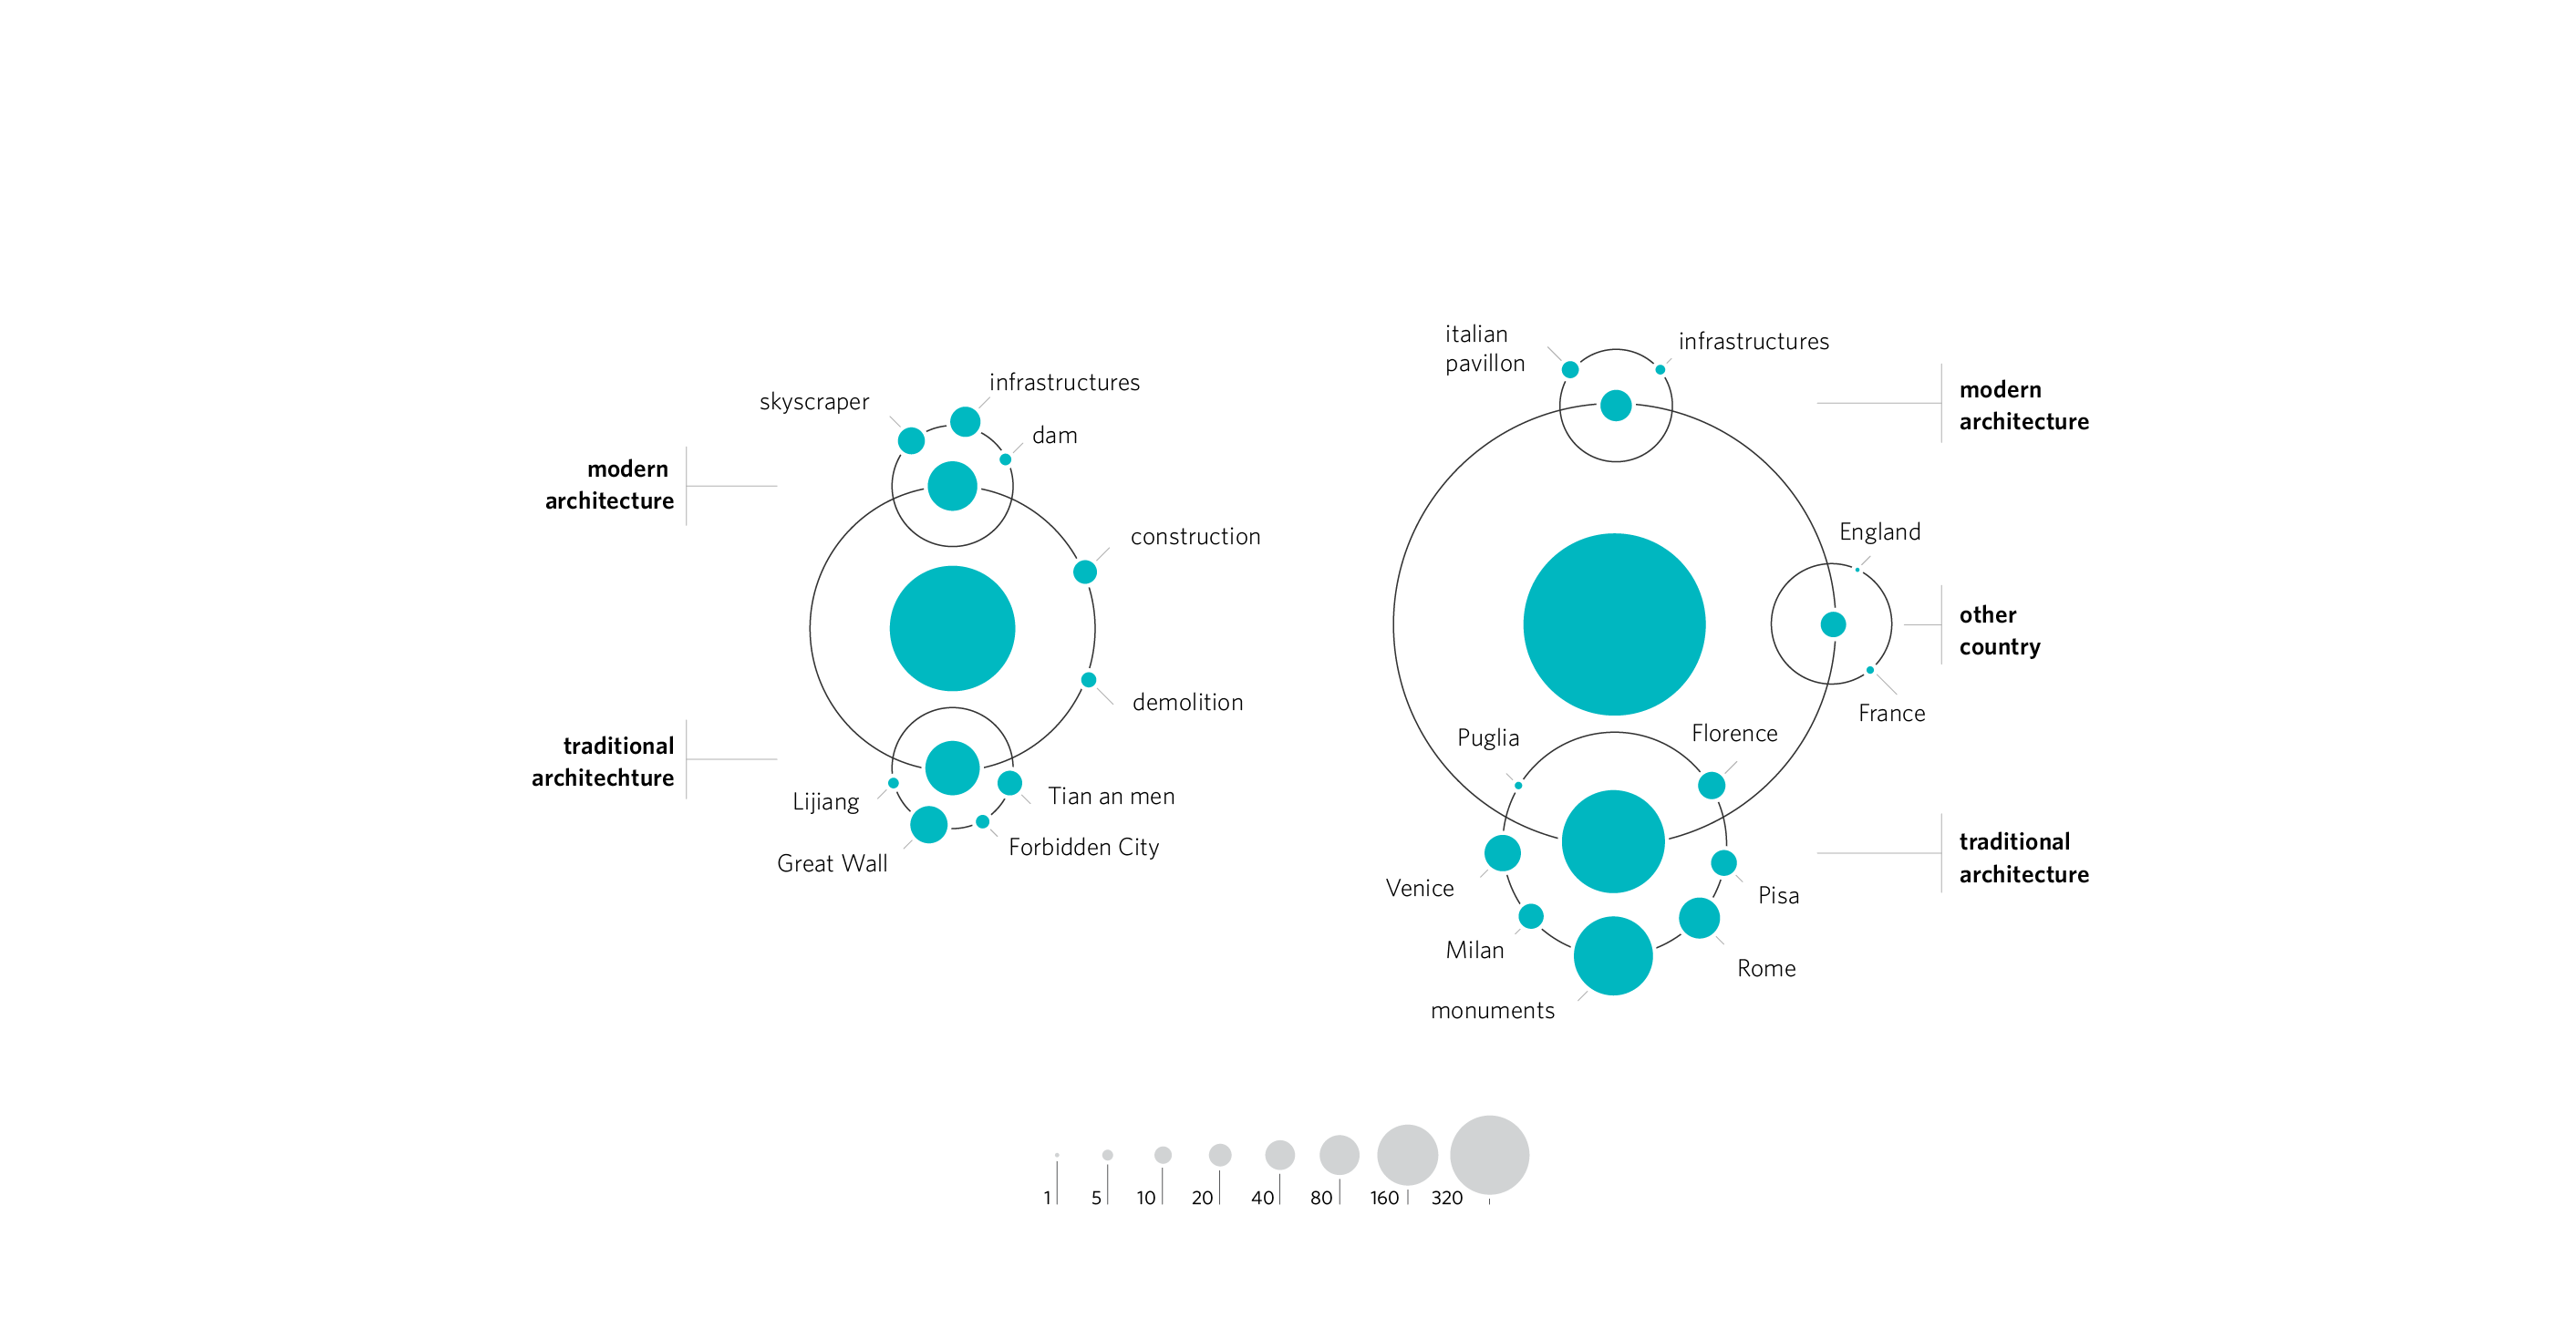 skyscraper
infrastructures
dam
modern
architecture
construction
demolition
traditional
architechture
Lijiang
Great Wall
Tian an men
Forbidden City
italian
pavillon
infrastructures
modern
architecture
England
other
country
France
Puglia
Florence
Venice
Milan
monuments
Pisa
Rome
traditional
architecture
1 5 10 20 40 80 160 320